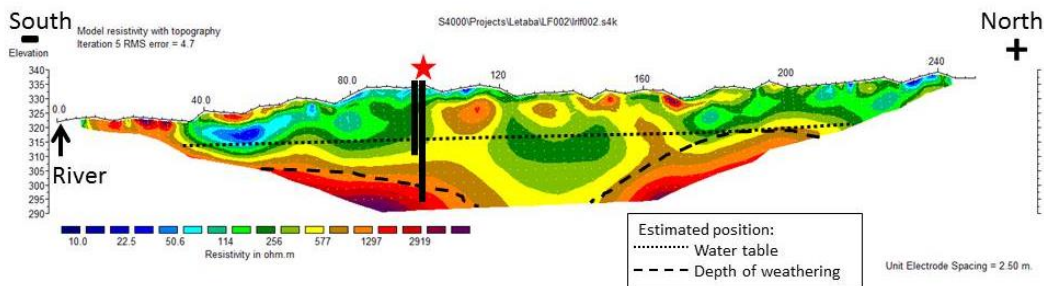 South
North
S4000\Projects\Letaba\LF002\lrlf002.s4k
Model resistivity with topography
Iteration 5 RMS error = 4.7
Elevation
340
335
330
325
320
315
310
305
300
295
290
0.0
40.0
80.0
120
160
200
240
River
10.0 22.5 50.6 114 256 577 1297 2919
Resistivity in ohm.m
Estimated position:
Water table
Depth of weathering
Unit Electrode Spacing = 2.50 m.